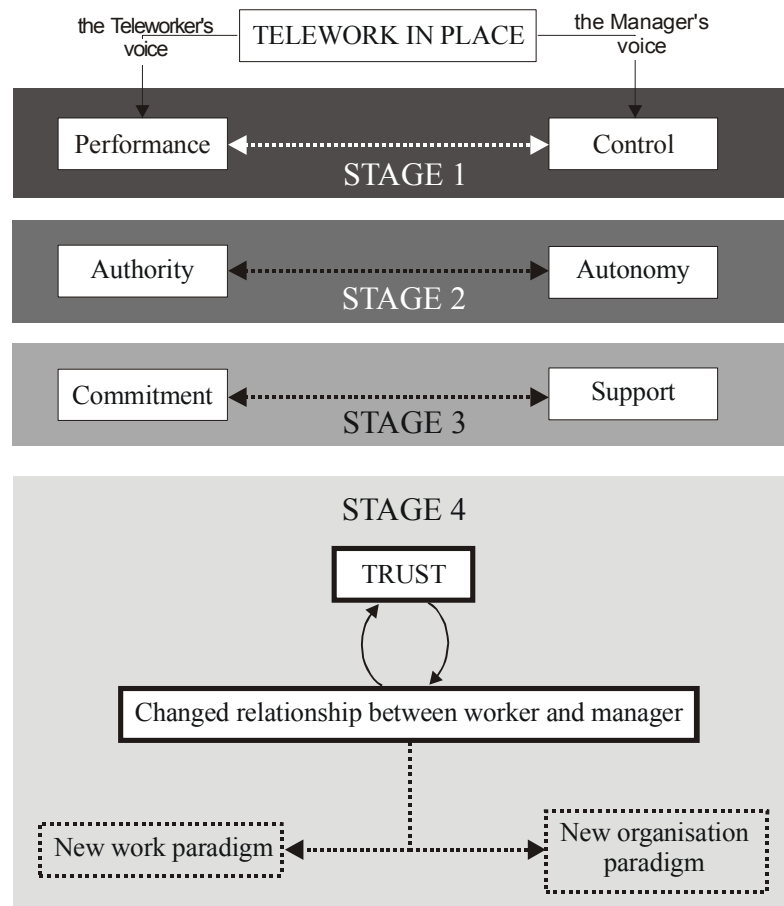 the Teleworker's
voice
TELEWORK IN PLACE
the Manager's
voice
Performance
Control
STAGE 1
Authority
Autonomy
STAGE 2
Commitment
Support
STAGE 3
STAGE 4
TRUST
Changed relationship between worker and manager
New work paradigm
New organisation
paradigm